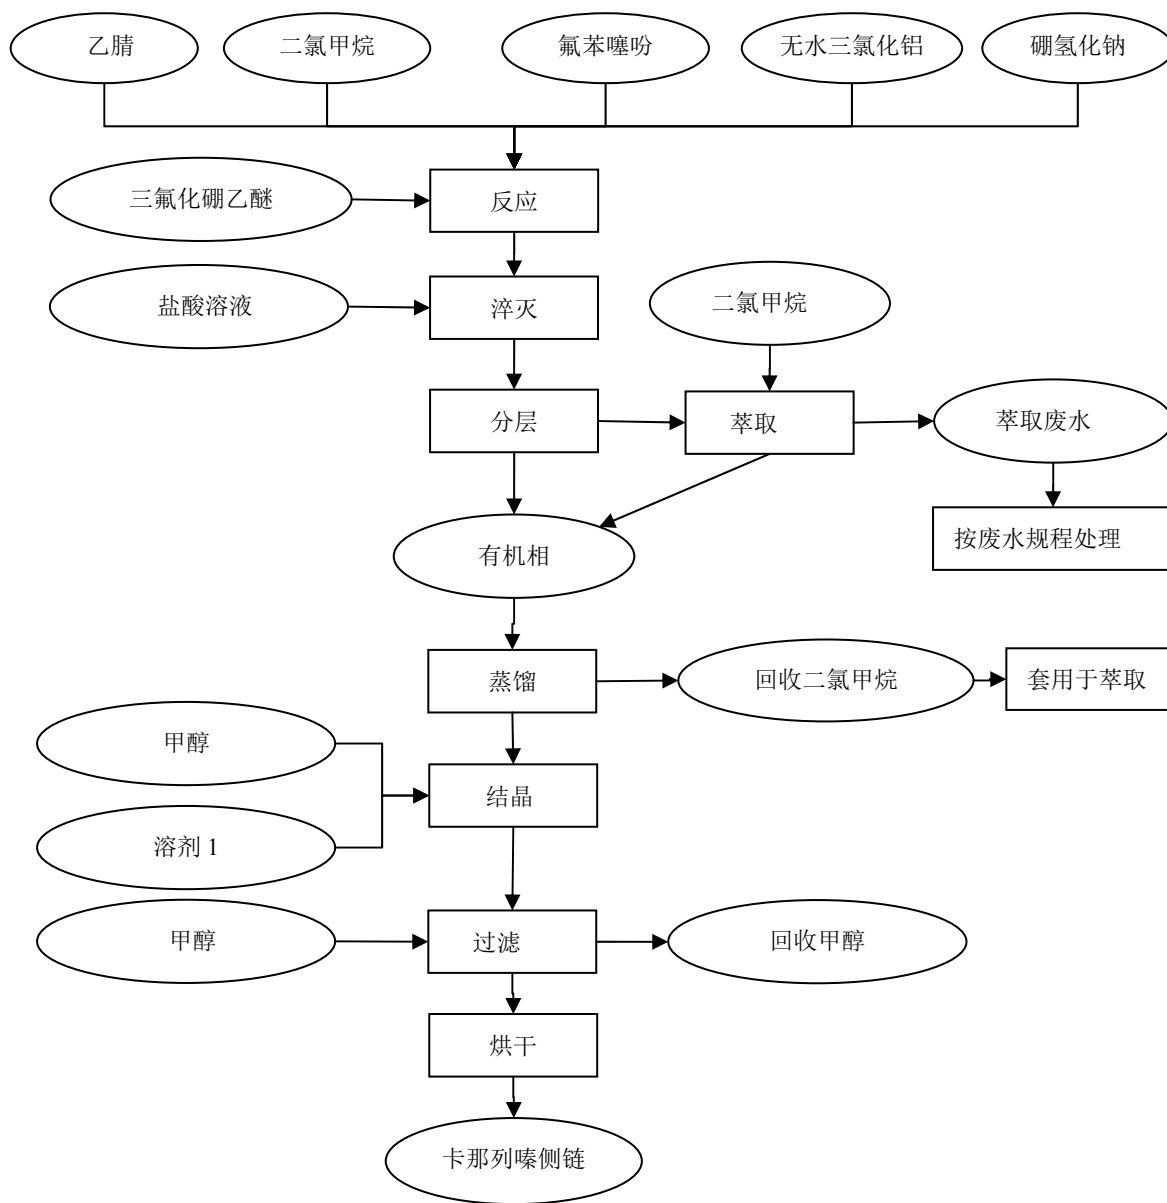 乙腈
二氯甲烷
氟苯噻吩
无水三氯化铝
硼氢化钠
三氟化硼乙醚
反应
盐酸溶液
淬灭
二氯甲烷
分层
萃取
萃取废水
有机相
按废水规程处理
蒸馏
回收二氯甲烷
套用于萃取
甲醇
结晶
溶剂 1
甲醇
过滤
回收甲醇
烘干
卡那列嗪侧链